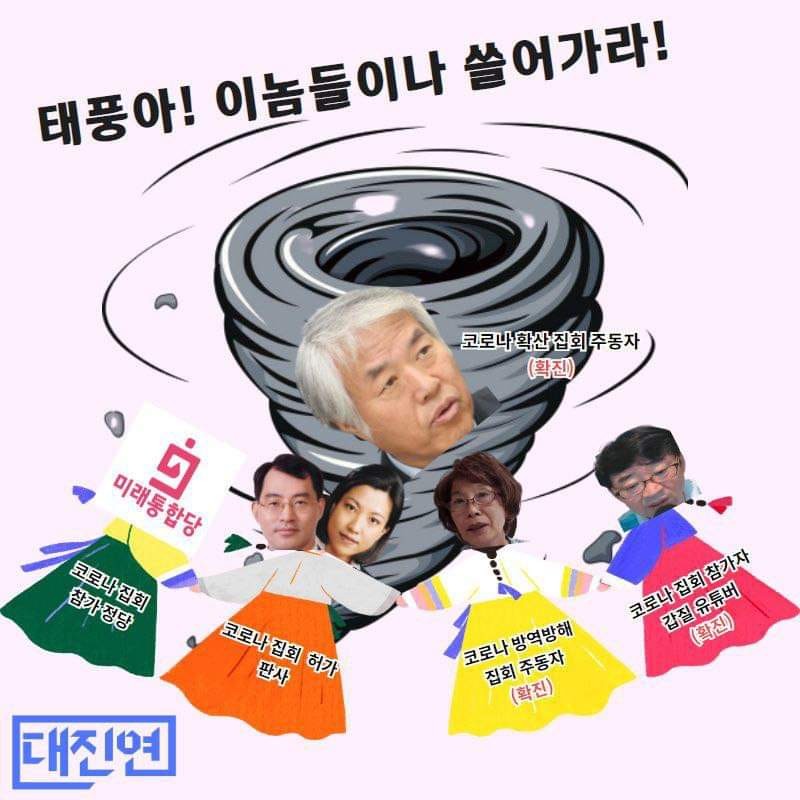 태풍아! 이놈들이나 쓸어가라!
코로나 확산 집회 주동자
(확진)
미래통합당
코로나 집회
참가 정당
코로나 집회 허가
판사
코로나 방역방해
집회 주동자
(확진)
코로나 집회 참가자
갑질 유튜버
(확진)
대진연